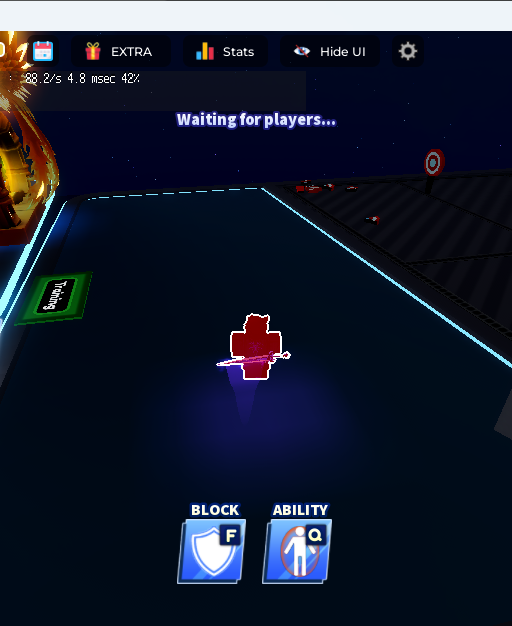 EXTRA Stats Hide UI
88.2/s 4.8 msec 42%
Waiting for players...
Training
BLOCK ABILITY
F Q